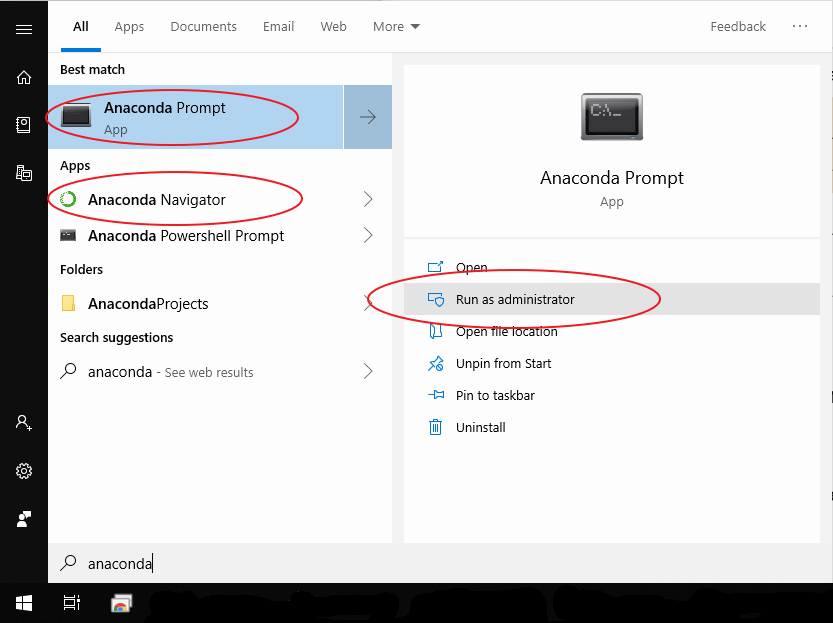 All Apps Documents Email Web More Feedback ...
Best match
Anaconda Prompt
App
Apps
Anaconda Navigator
Anaconda Powershell Prompt
Folders
AnacondaProjects
Search suggestions
anaconda - See web results
C:\_
Anaconda Prompt
App
Open
Run as administrator
Open file location
Unpin from Start
Pin to taskbar
Uninstall
anaconda